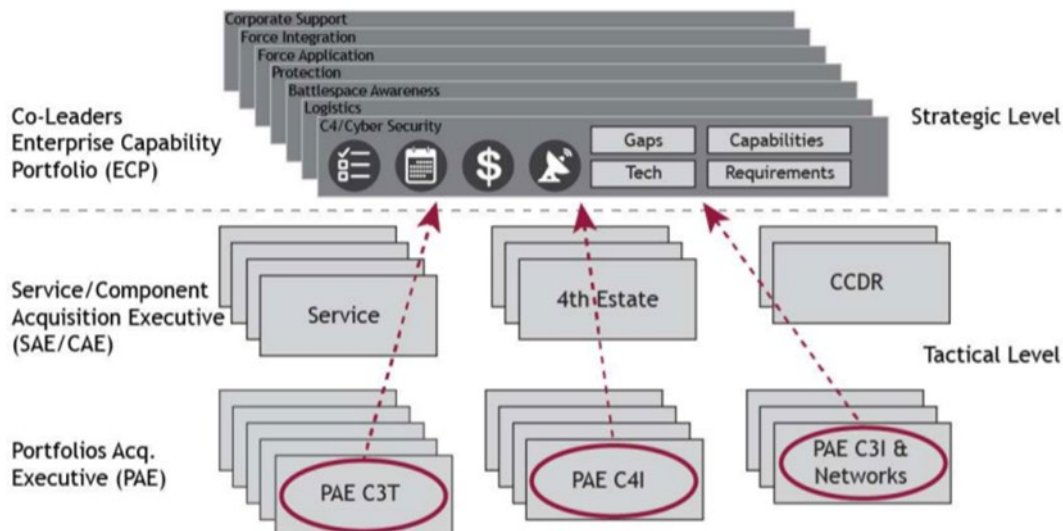 Corporate Support
Force Integration
Force Application
Protection
Battlespace Awareness
Logistics
C4/Cyber Security
Gaps
Capabilities
Tech
Requirements
$
Co-Leaders
Enterprise Capability
Portfolio (ECP)
Strategic Level
Service/Component
Acquisition Executive
(SAE/CAE)
Service
4th Estate
CCDR
Tactical Level
Portfolios Acq.
Executive (PAE)
PAE C3T
PAE C4I
PAE C3I &
Networks